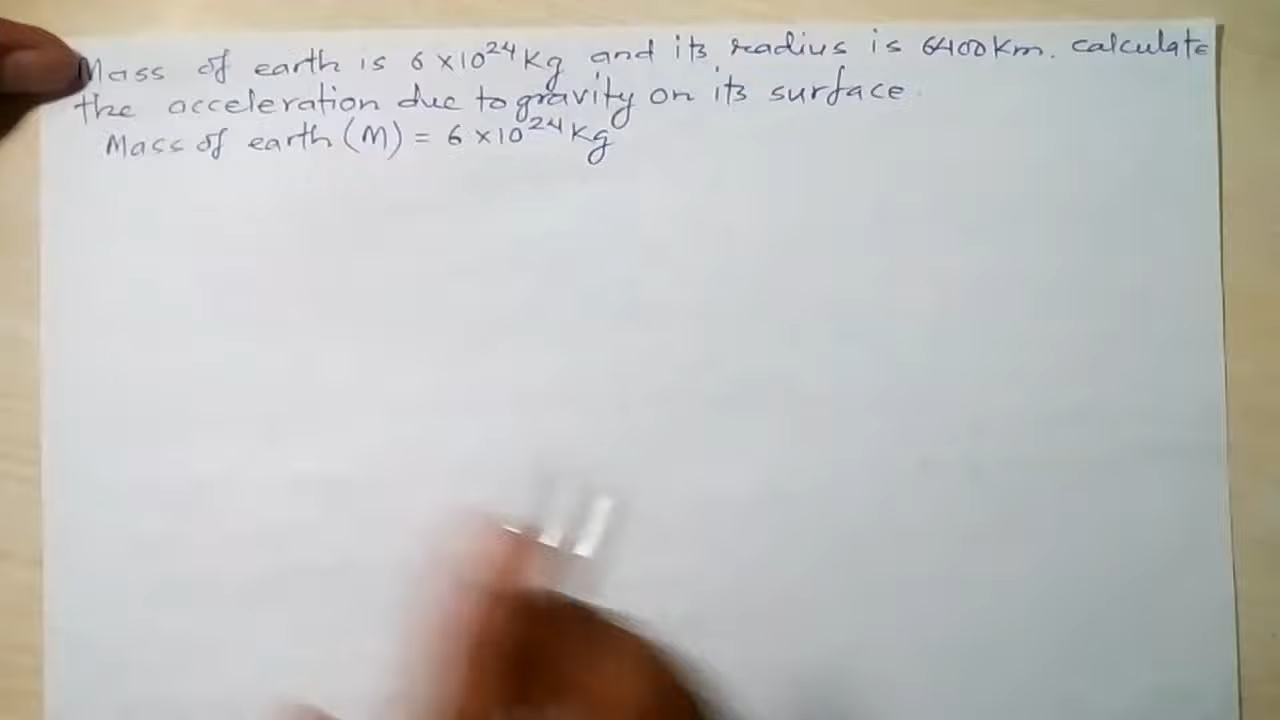 Mass of earth is 6 × 10²⁴ kg and its radius is 6400 km. calculate
the acceleration due to gravity on its surface.
Mass of earth (M) = 6 × 10²⁴ kg